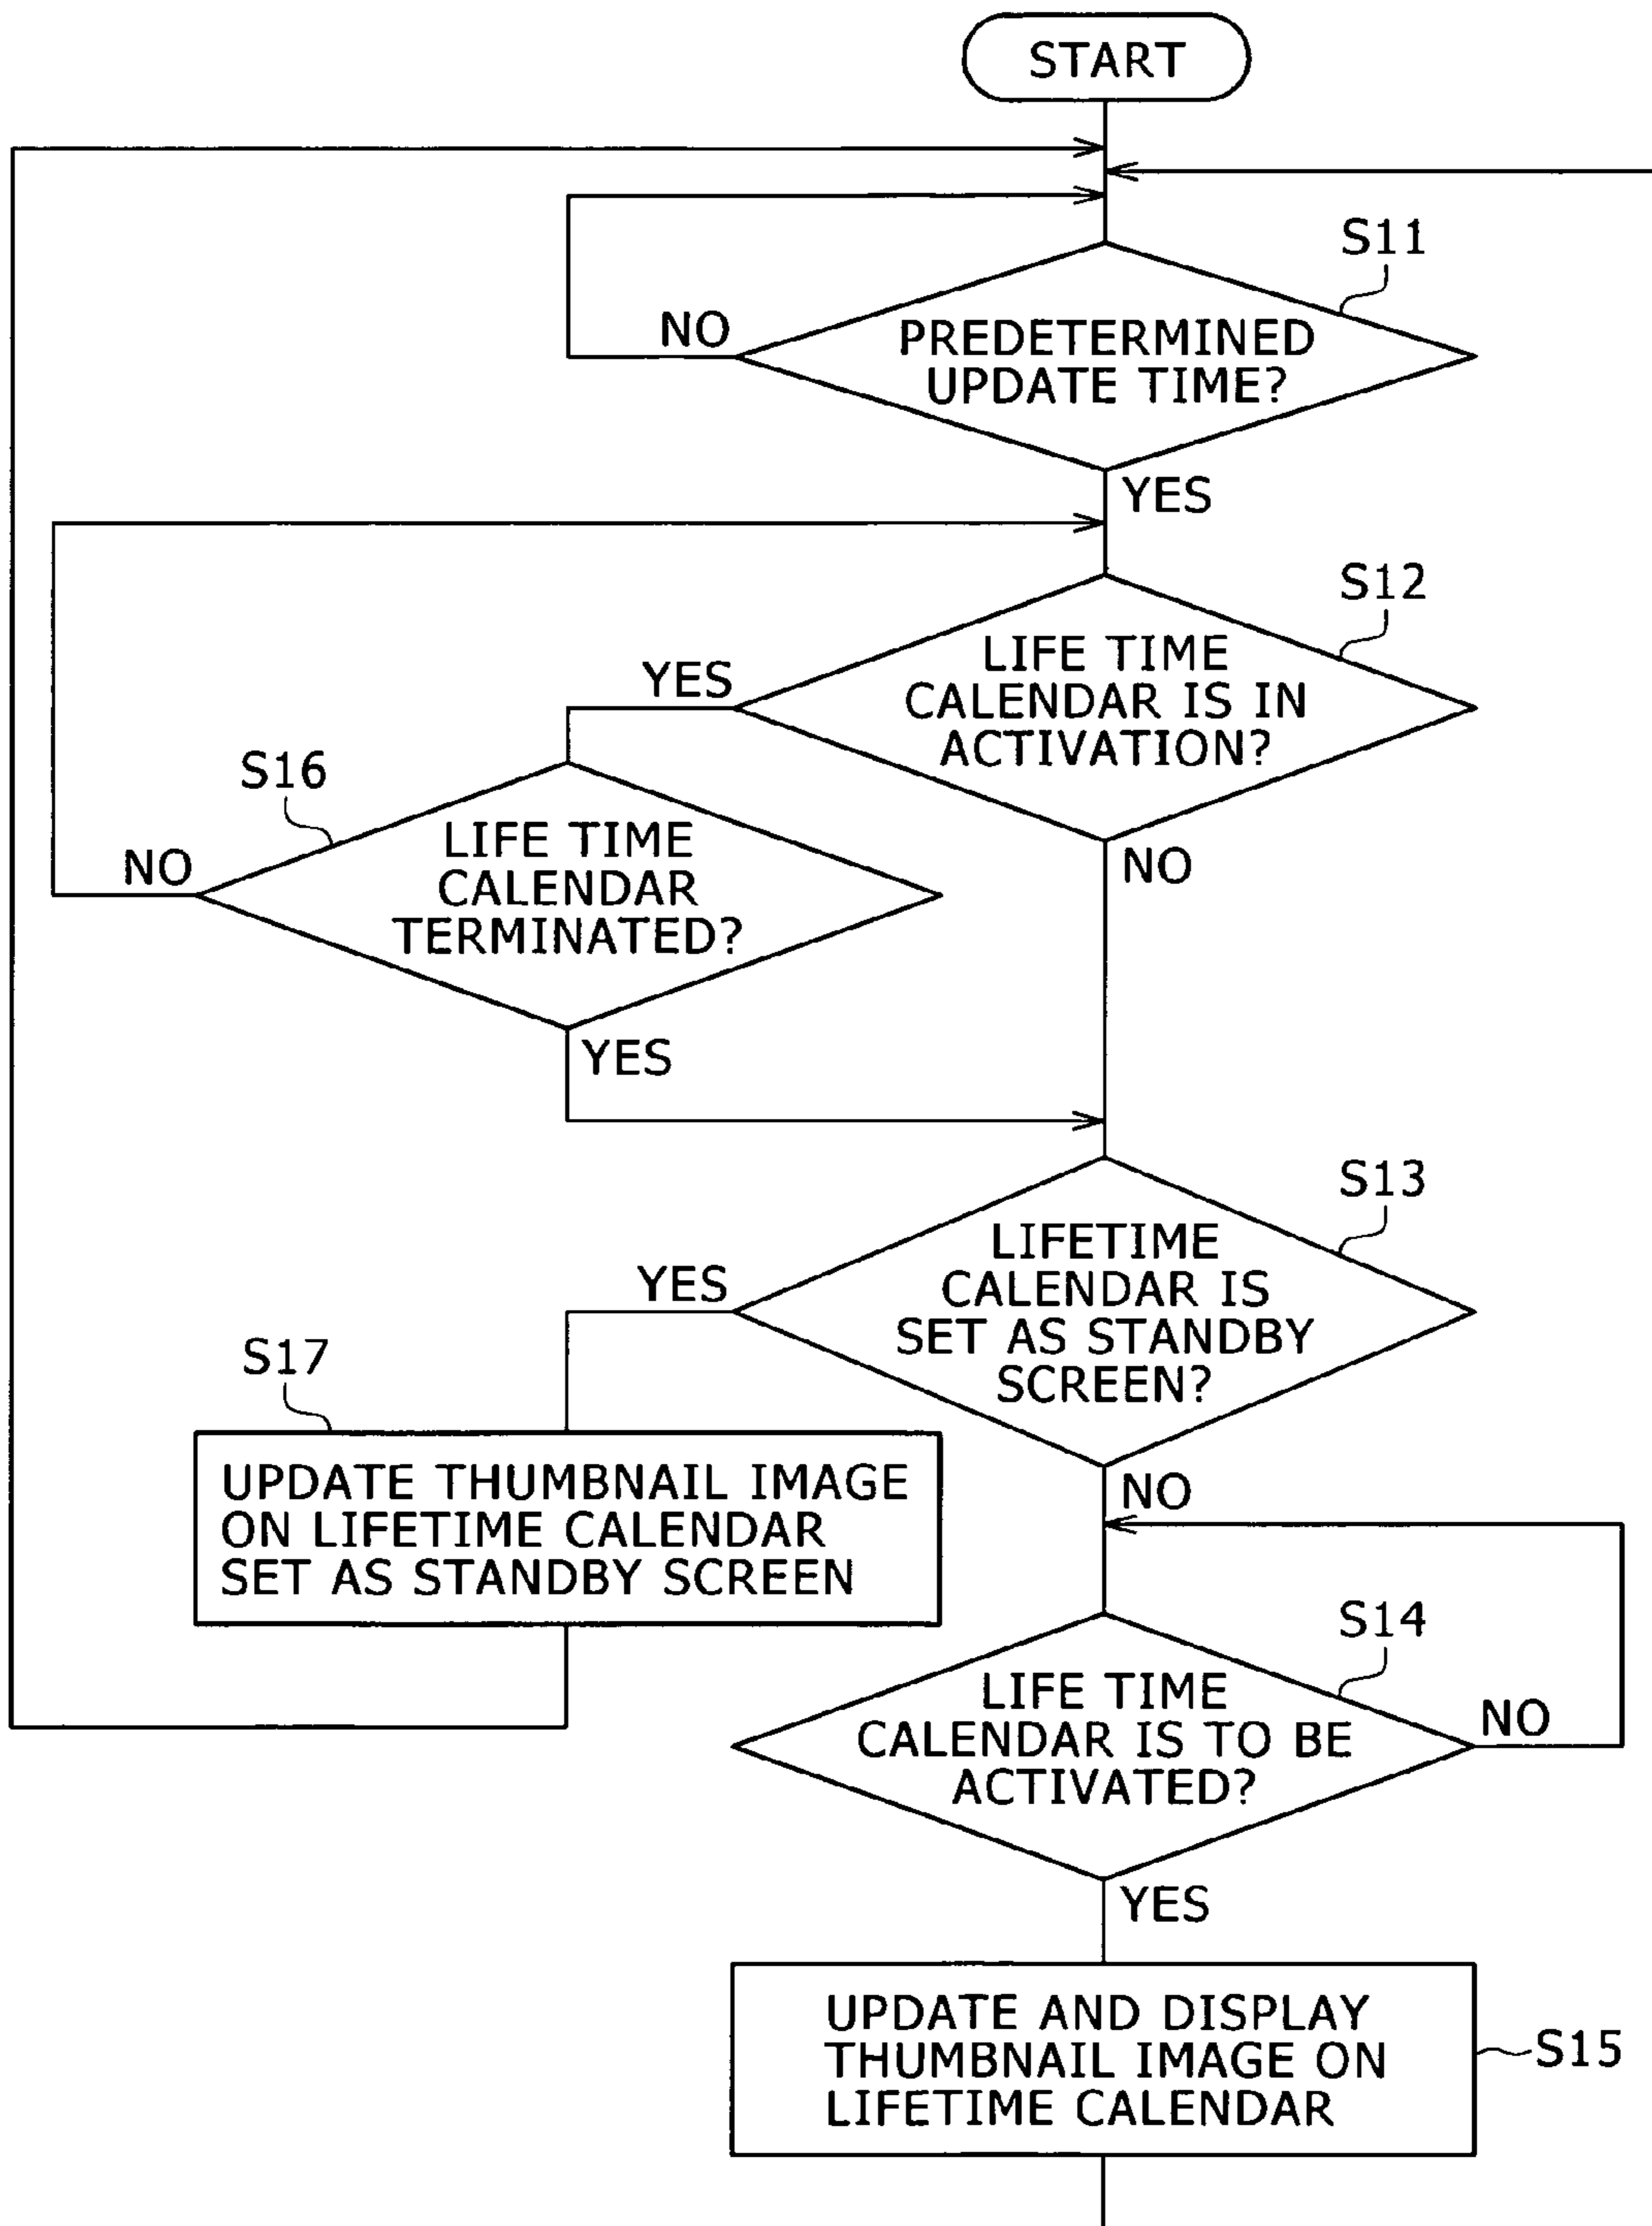 START
S11
NO
PREDETERMINED
UPDATE TIME?
YES
S12
YES
LIFE TIME
CALENDAR IS IN
ACTIVATION?
NO
S16
NO
LIFE TIME
CALENDAR
TERMINATED?
YES
S13
YES
LIFETIME
CALENDAR IS
SET AS STANDBY
SCREEN?
NO
S17
UPDATE THUMBNAIL IMAGE
ON LIFETIME CALENDAR
SET AS STANDBY SCREEN
S14
LIFE TIME
CALENDAR IS TO BE
ACTIVATED?
NO
YES
UPDATE AND DISPLAY
THUMBNAIL IMAGE ON
LIFETIME CALENDAR
S15